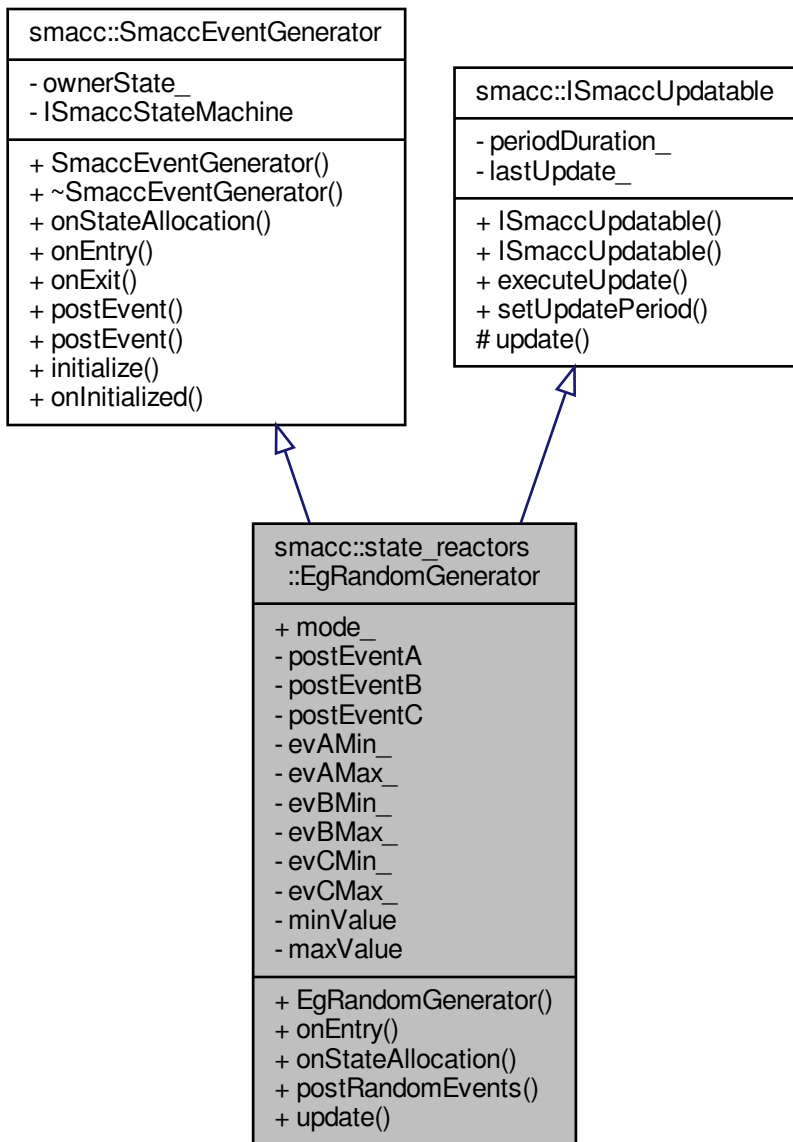 smacc::SmaccEventGenerator
- ownerState_
- ISmaccStateMachine
+ SmaccEventGenerator()
+ ~SmaccEventGenerator()
+ onStateAllocation()
+ onEntry()
+ onExit()
+ postEvent()
+ postEvent()
+ initialize()
+ onInitialized()
smacc::ISmaccUpdatable
- periodDuration_
- lastUpdate_
+ ISmaccUpdatable()
+ ISmaccUpdatable()
+ executeUpdate()
+ setUpdatePeriod()
# update()
smacc::state_reactors
::EgRandomGenerator
+ mode_
- postEventA
- postEventB
- postEventC
- evAMin_
- evAMax_
- evBMin_
- evBMax_
- evCMin_
- evCMax_
- minValue
- maxValue
+ EgRandomGenerator()
+ onEntry()
+ onStateAllocation()
+ postRandomEvents()
+ update()